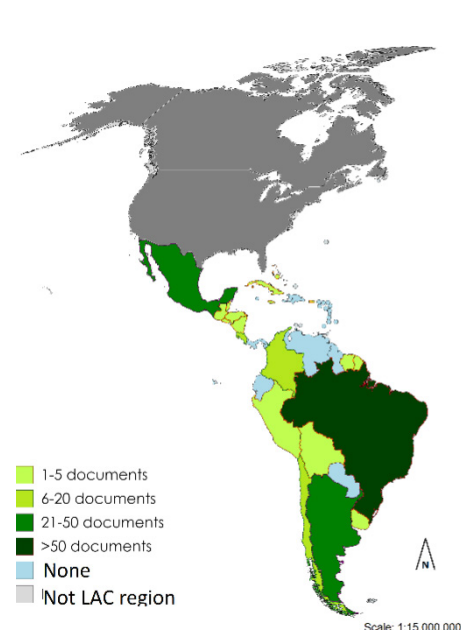 1-5 documents
6-20 documents
21-50 documents
>50 documents
None
Not LAC region
N
Scale: 1:15,000,000